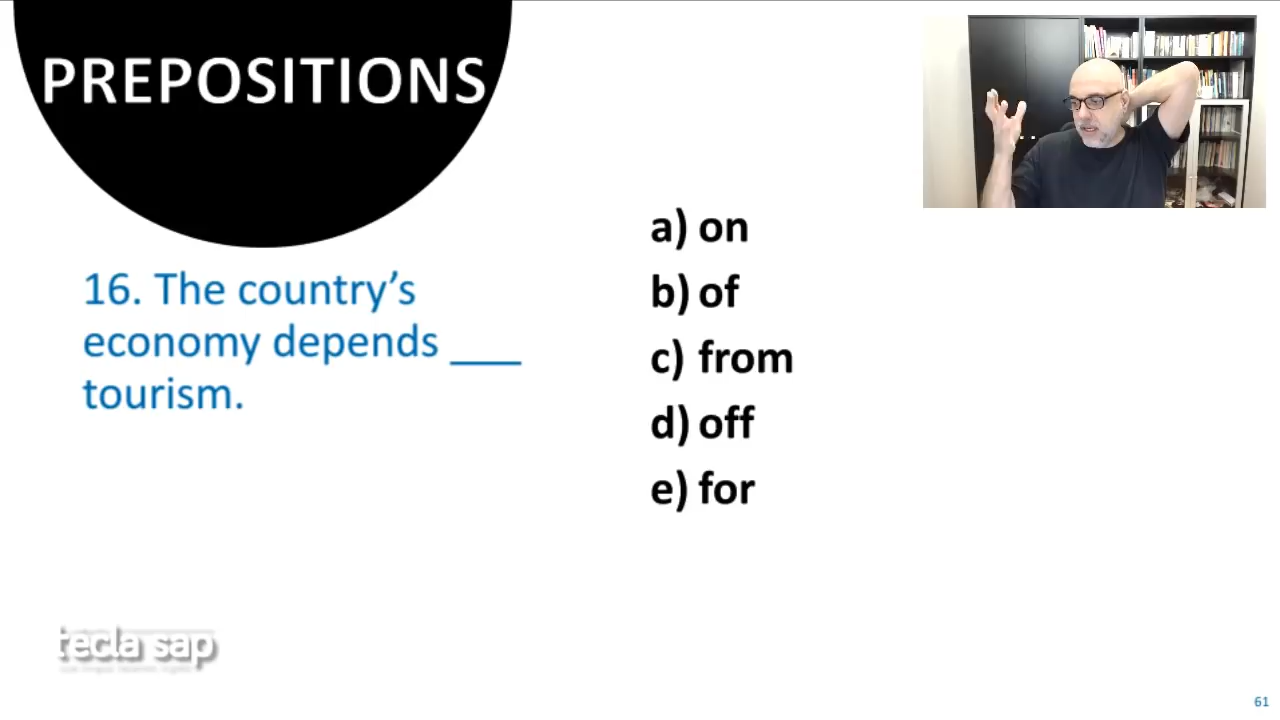 PREPOSITIONS
16. The country’s
economy depends ___
tourism.
a) on
b) of
c) from
d) off
e) for
tecla sap
61